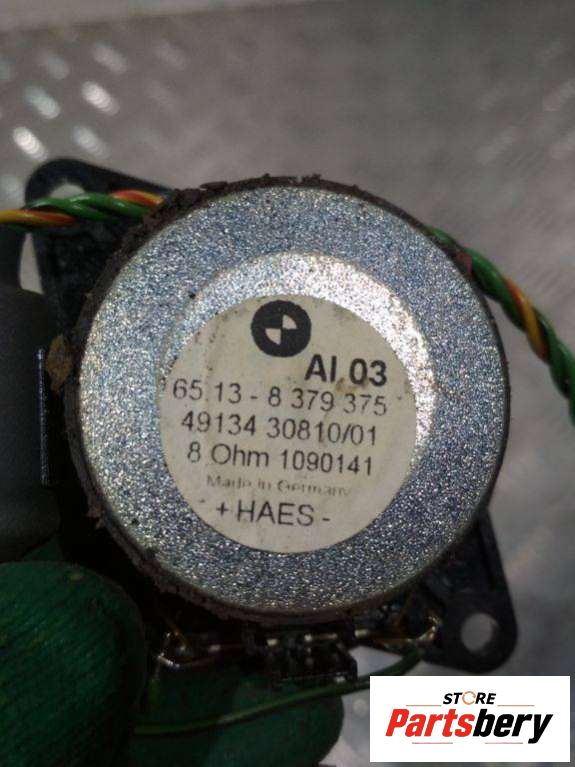 AI 03
65 13 - 8 379 375
49134 30810/01
8 Ohm 1090141
Made in Germany
+ HAES -
STORE
Partsbery